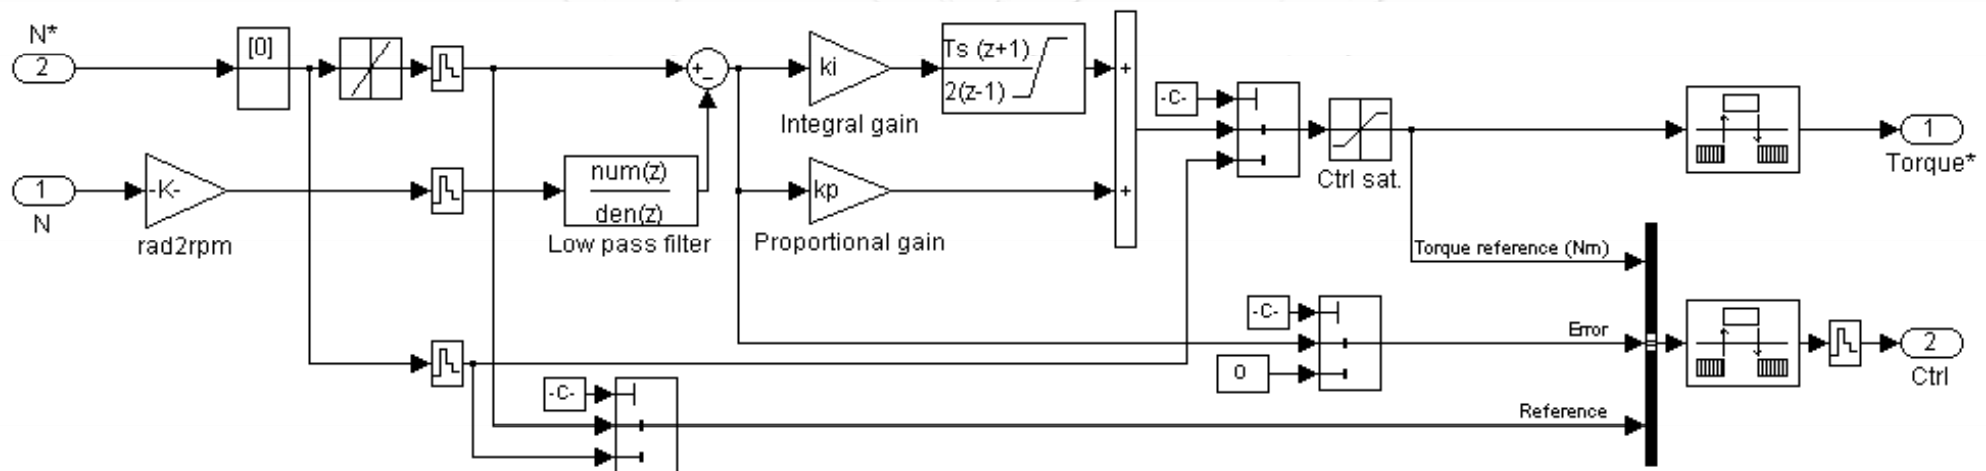 N*
2
[0]
+
-
ki
Integral gain
Ts (z+1)
2(z-1)
+
-C-
Ctrl sat.
1
Torque*
1
N
-K-
rad2rpm
num(z)
den(z)
Low pass filter
kp
Proportional gain
+
Torque reference (Nm)
-C-
Error
0
2
Ctrl
-C-
Reference